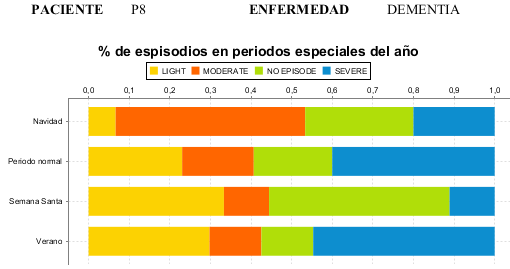 PACIENTE P8 ENFERMEDAD DEMENTIA
% de espisodios en periodos especiales del año
LIGHT MODERATE NO EPISODE SEVERE
0,0 0,1 0,2 0,3 0,4 0,5 0,6 0,7 0,8 0,9 1,0
Navidad
Periodo normal
Semana Santa
Verano